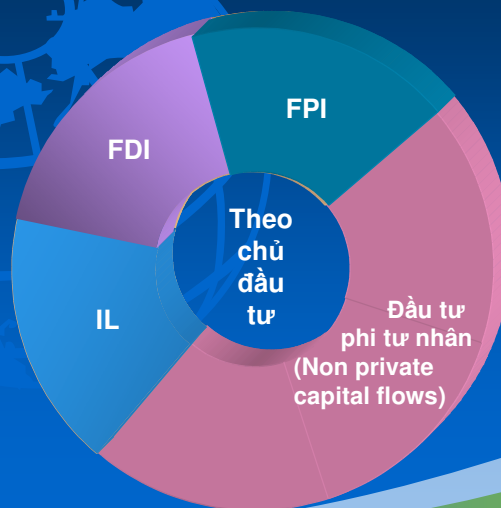 FPI
FDI
Theo
chủ
đầu
tư
IL
Đầu tư
phi tư nhân
(Non private
capital flows)